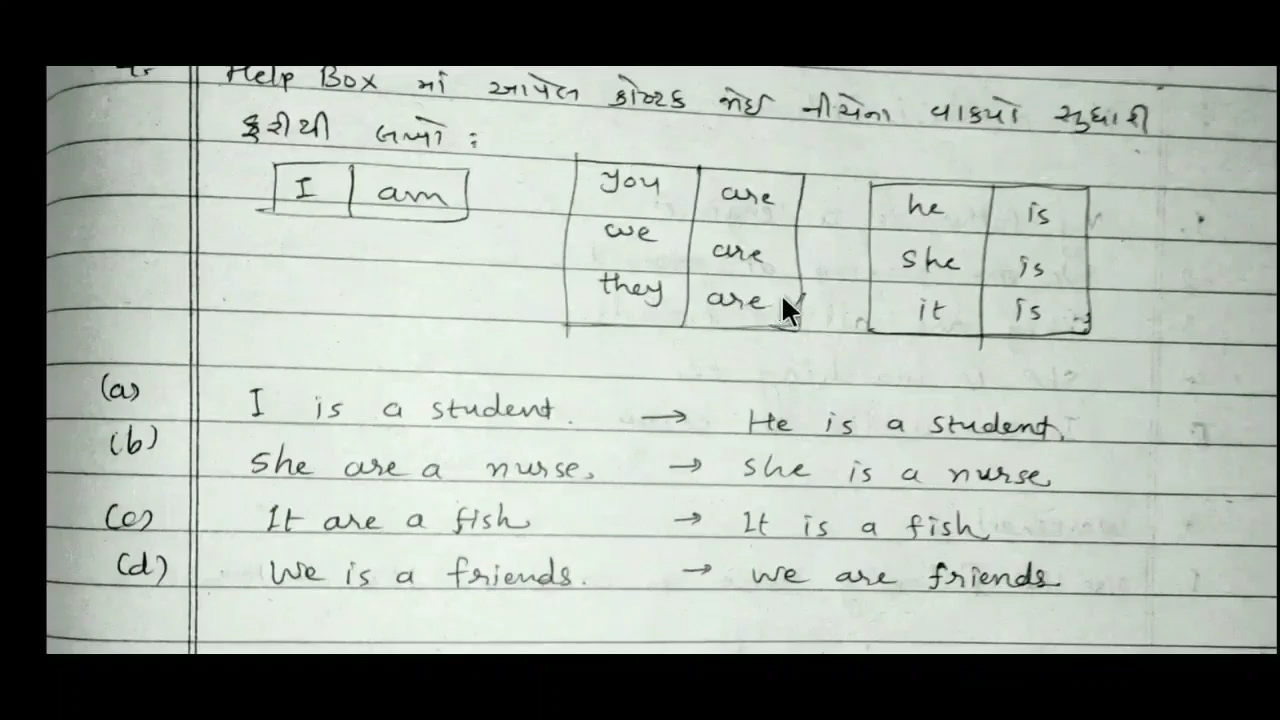 Help Box માં આપેલ કોષ્ટક જોઈ નીચેના વાક્યો સુધારી
ફરીથી લખો :
I am
you are
we are
they are
he is
she is
it is
(a) I is a student. → He is a student.
(b) She are a nurse. → she is a nurse
(c) It are a fish → It is a fish
(d) We is a friends. → we are friends